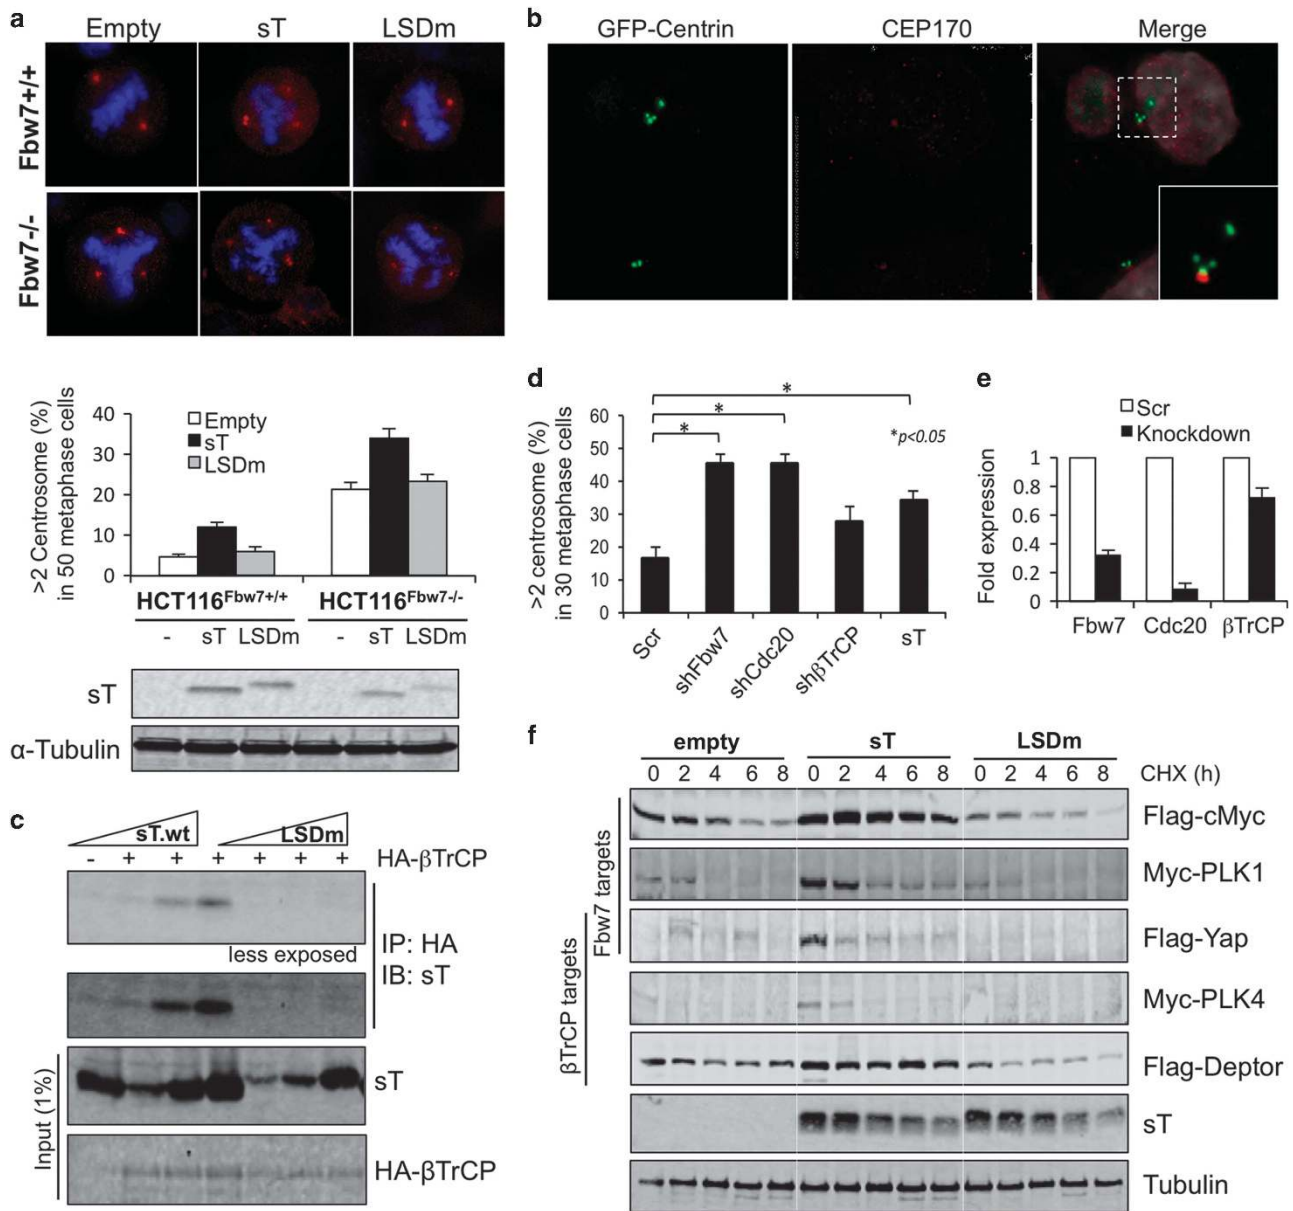 a
Empty sT LSDm
Fbw7+/+
Fbw7-/-
>2 Centrosome (%)
in 50 metaphase cells
40
30
20
10
0
Empty
sT
LSDm
HCT116Fbw7+/+ HCT116Fbw7-/-
- sT LSDm - sT LSDm
sT
α-Tubulin
b
GFP-Centrin CEP170 Merge
c
sT.wt LSDm
- + + + + + + HA-βTrCP
less exposed
IP: HA
IB: sT
Input (1%)
sT
HA-βTrCP
d
>2 centrosome (%)
in 30 metaphase cells
60
50
40
30
20
10
0
* * *
*p<0.05
Scr shFbw7 shCdc20 shβTrCP sT
e
Scr
Knockdown
Fold expression
1
0.8
0.6
0.4
0.2
0
Fbw7 Cdc20 βTrCP
f
empty sT LSDm
0 2 4 6 8 0 2 4 6 8 0 2 4 6 8 CHX (h)
Fbw7 targets
βTrCP targets
Flag-cMyc
Myc-PLK1
Flag-Yap
Myc-PLK4
Flag-Deptor
sT
Tubulin